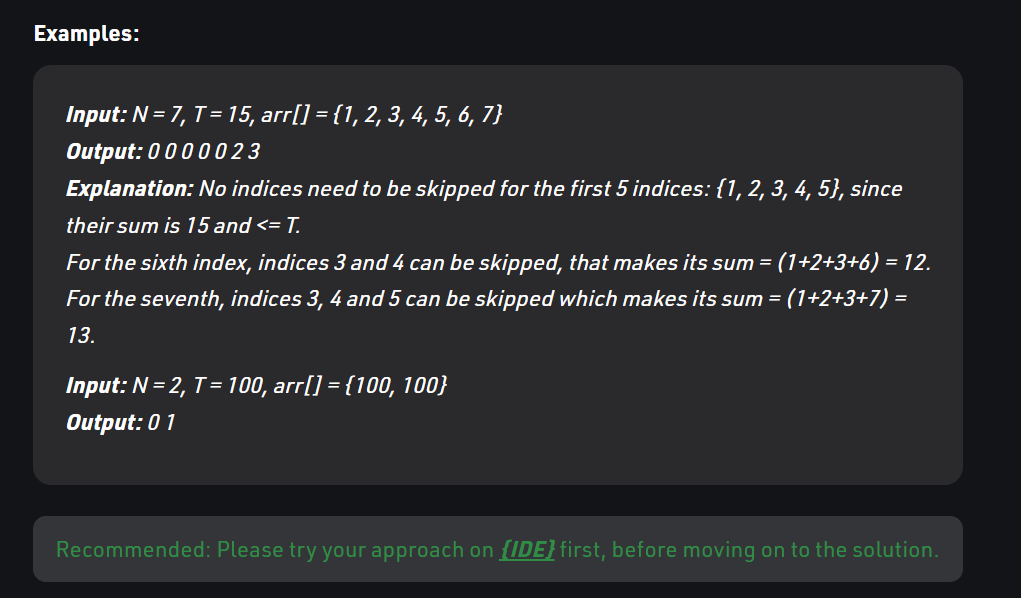 Examples:
Input: N = 7, T = 15, arr[] = {1, 2, 3, 4, 5, 6, 7}
Output: 0 0 0 0 0 2 3
Explanation: No indices need to be skipped for the first 5 indices: {1, 2, 3, 4, 5}, since
their sum is 15 and <= T.
For the sixth index, indices 3 and 4 can be skipped, that makes its sum = (1+2+3+6) = 12.
For the seventh, indices 3, 4 and 5 can be skipped which makes its sum = (1+2+3+7) =
13.
Input: N = 2, T = 100, arr[] = {100, 100}
Output: 0 1
Recommended: Please try your approach on {IDE} first, before moving on to the solution.